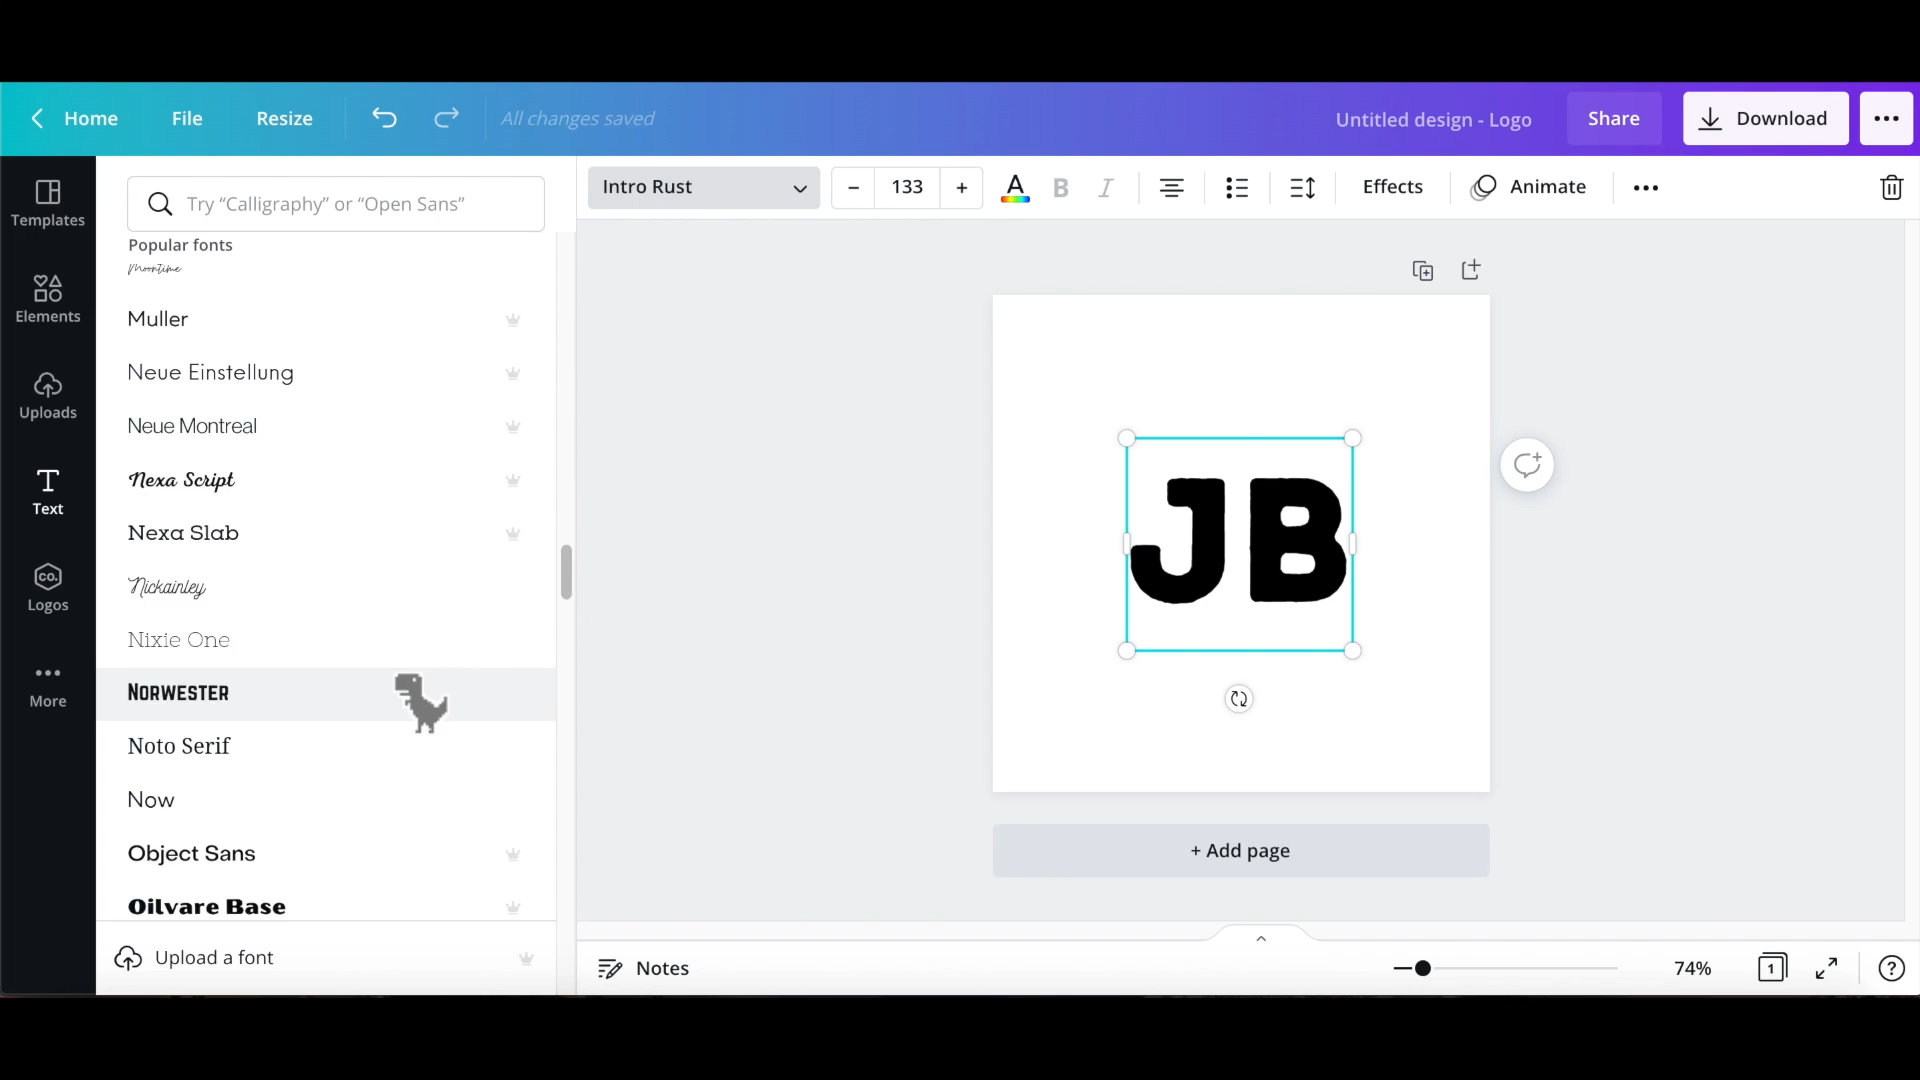 Home File Resize All changes saved Untitled design - Logo Share Download
Templates
Elements
Uploads
Text
co.
Logos
More
Try “Calligraphy” or “Open Sans”
Popular fonts
Moontime
Muller
Neue Einstellung
Neue Montreal
Nexa Script
Nexa Slab
Nickainley
Nixie One
NORWESTER
Noto Serif
Now
Object Sans
Oilvare Base
Upload a font
Intro Rust - 133 + A B I Effects Animate
JB
+ Add page
Notes 74% 1 ?